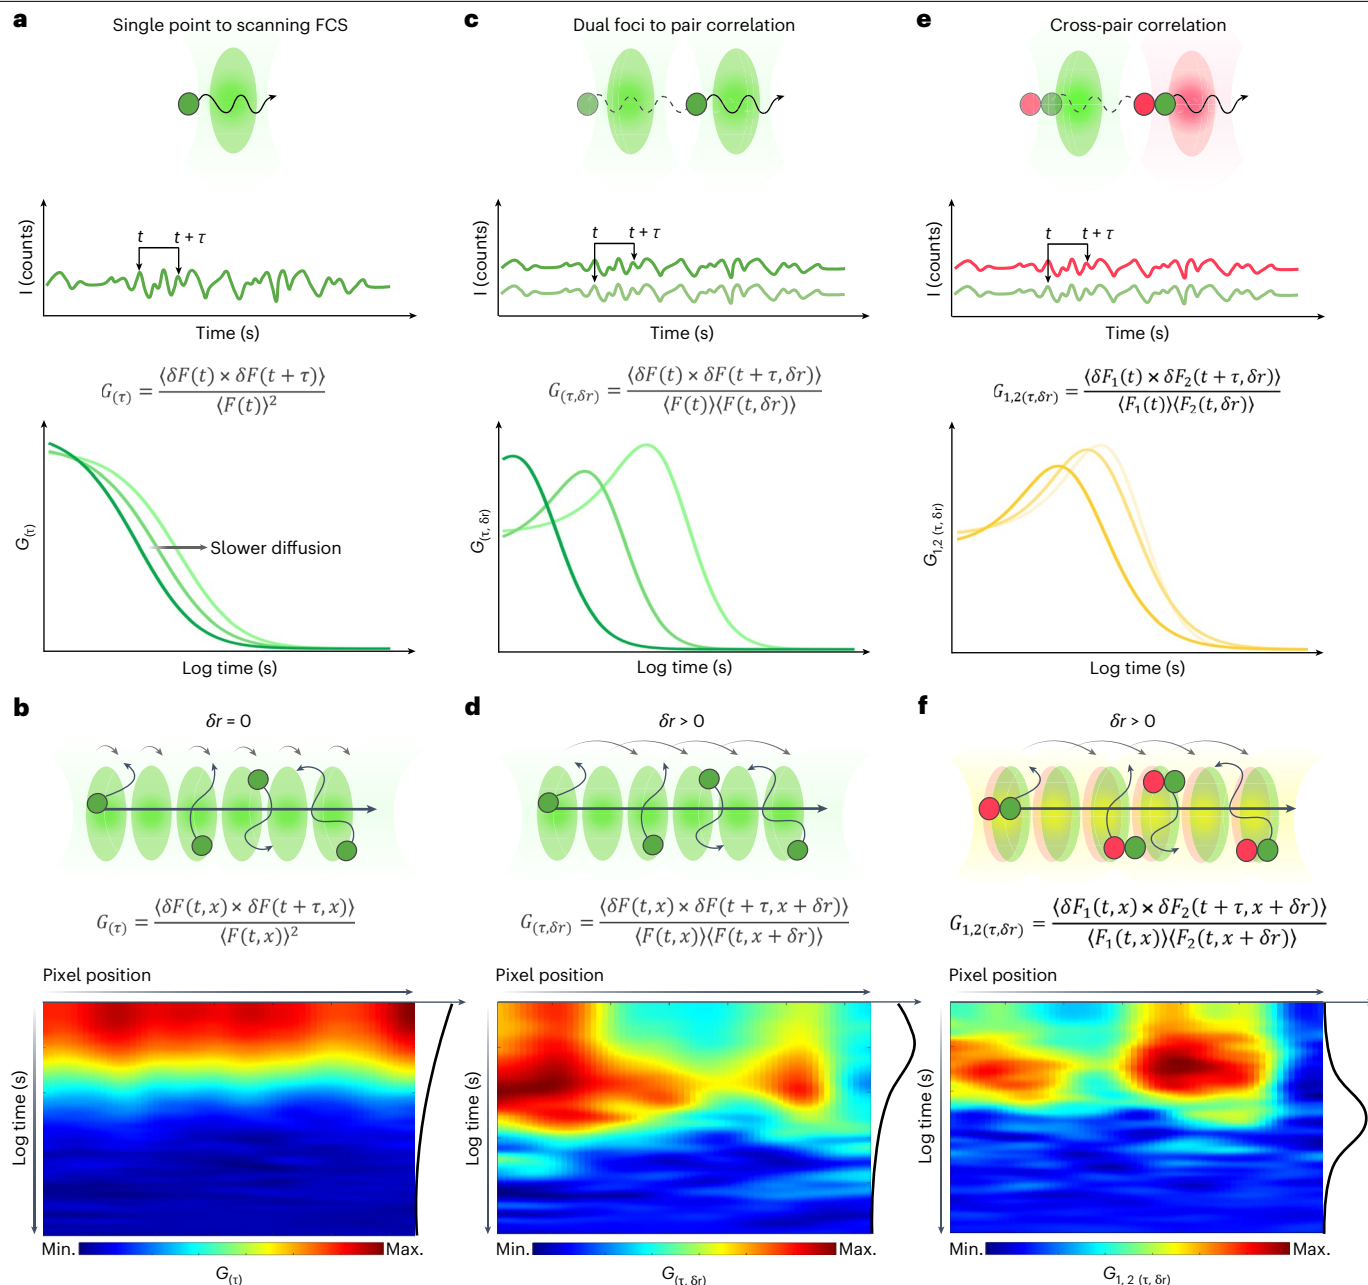 a
Single point to scanning FCS
I (counts)
t
t + τ
Time (s)
G(τ) = ⟨δF(t) × δF(t + τ)⟩ / ⟨F(t)⟩²
G(τ)
Slower diffusion
Log time (s)
b
δr = 0
G(τ) = ⟨δF(t, x) × δF(t + τ, x)⟩ / ⟨F(t, x)⟩²
Pixel position
Log time (s)
Min.
Max.
G(τ)
c
Dual foci to pair correlation
I (counts)
t
t + τ
Time (s)
G(τ,δr) = ⟨δF(t) × δF(t + τ, δr)⟩ / ⟨F(t)⟩⟨F(t, δr)⟩
G(τ, δr)
Log time (s)
d
δr > 0
G(τ,δr) = ⟨δF(t, x) × δF(t + τ, x + δr)⟩ / ⟨F(t, x)⟩⟨F(t, x + δr)⟩
Pixel position
Log time (s)
Min.
Max.
G(τ, δr)
e
Cross-pair correlation
I (counts)
t
t + τ
Time (s)
G1,2(τ,δr) = ⟨δF1(t) × δF2(t + τ, δr)⟩ / ⟨F1(t)⟩⟨F2(t, δr)⟩
G1,2 (τ, δr)
Log time (s)
f
δr > 0
G1,2(τ,δr) = ⟨δF1(t, x) × δF2(t + τ, x + δr)⟩ / ⟨F1(t, x)⟩⟨F2(t, x + δr)⟩
Pixel position
Log time (s)
Min.
Max.
G1, 2 (τ, δr)